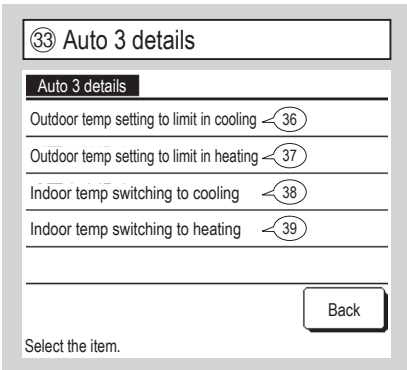 ㉝ Auto 3 details
Auto 3 details
Outdoor temp setting to limit in cooling 36
Outdoor temp setting to limit in heating 37
Indoor temp switching to cooling 38
Indoor temp switching to heating 39
Back
Select the item.